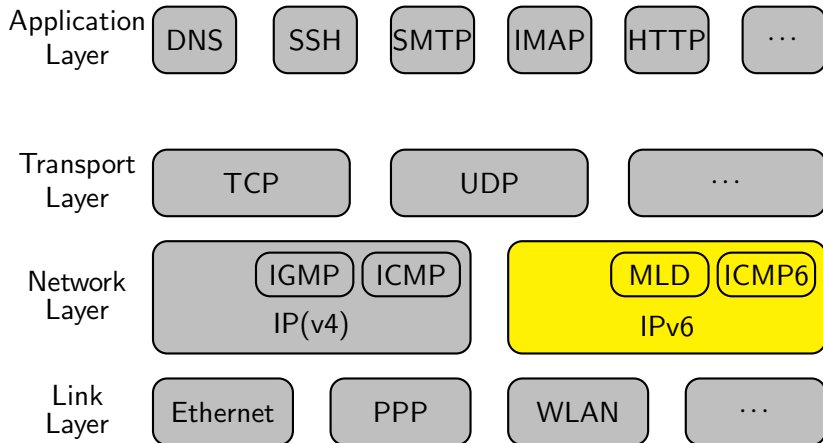 Application
Layer
DNS SSH SMTP IMAP HTTP ···
Transport
Layer
TCP UDP ···
Network
Layer
IGMP ICMP
IP(v4)
MLD ICMP6
IPv6
Link
Layer
Ethernet PPP WLAN ···